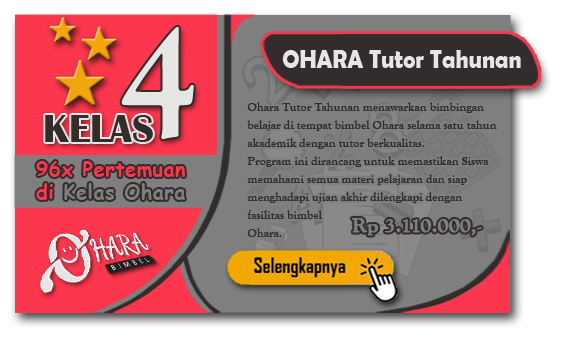 4
KELAS
96x Pertemuan
di Kelas Ohara
OHARA
BIMBEL
OHARA Tutor Tahunan
Ohara Tutor Tahunan menawarkan bimbingan
belajar di tempat bimbel Ohara selama satu tahun
akademik dengan tutor berkualitas.
Program ini dirancang untuk memastikan Siswa
memahami semua materi pelajaran dan siap
menghadapi ujian akhir dilengkapi dengan
fasilitas bimbel
Ohara.
Rp 3.110.000,-
Selengkapnya